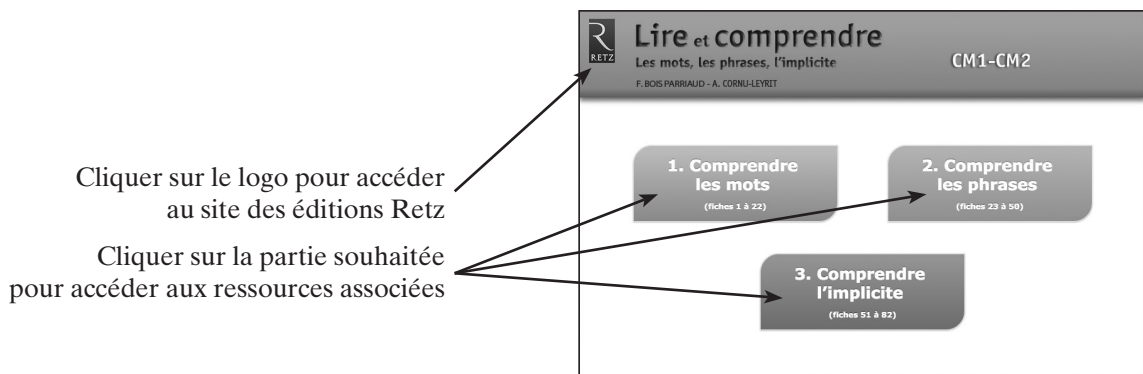 RETZ
Lire et comprendre
Les mots, les phrases, l'implicite
CM1-CM2
F. BOIS PARRIAUD - A. CORNU-LEYRIT
Cliquer sur le logo pour accéder
au site des éditions Retz
Cliquer sur la partie souhaitée
pour accéder aux ressources associées
1. Comprendre
les mots
(fiches 1 à 22)
2. Comprendre
les phrases
(fiches 23 à 50)
3. Comprendre
l'implicite
(fiches 51 à 82)